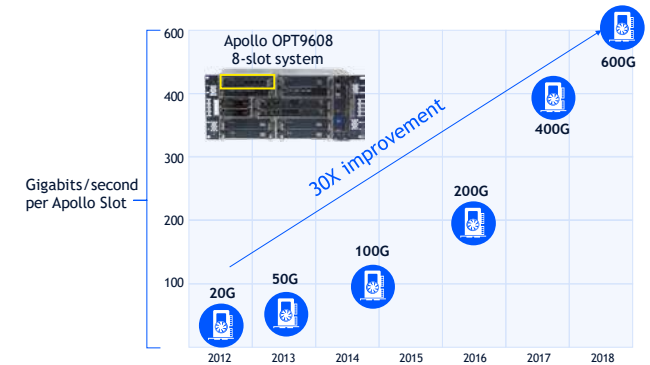 Apollo OPT9608
8-slot system
600
400
300
200
100
Gigabits/second
per Apollo Slot
30X improvement
20G
50G
100G
200G
400G
600G
2012
2013
2014
2015
2016
2017
2018